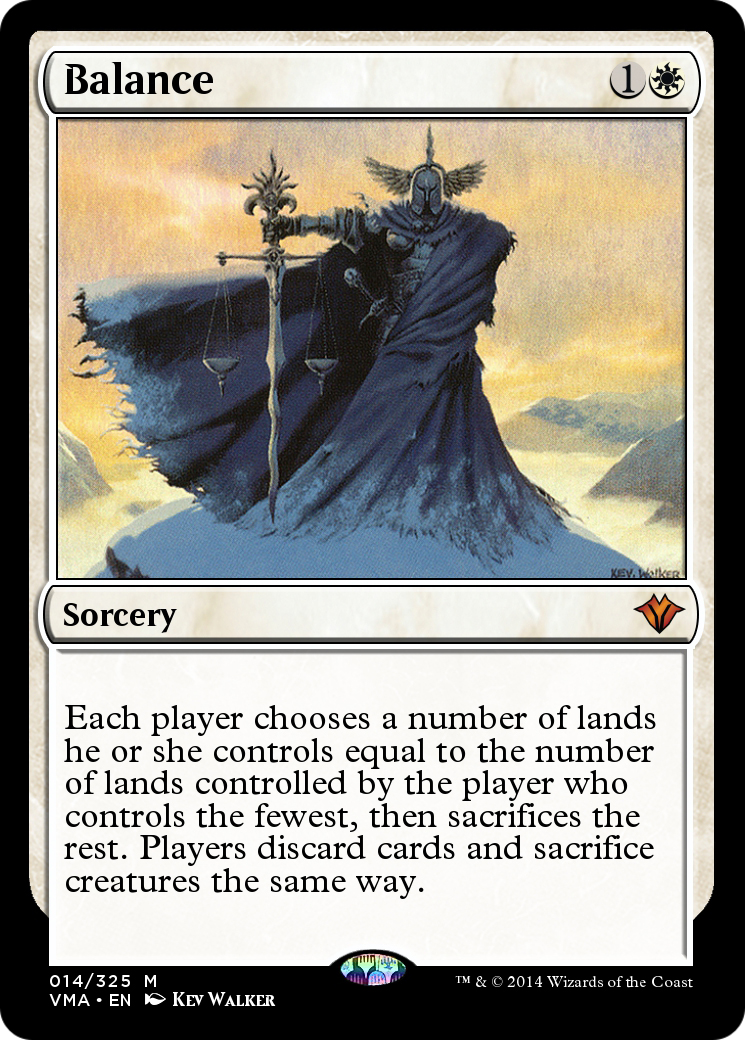 Balance 1
KEV. WALKER
Sorcery
Each player chooses a number of lands
he or she controls equal to the number
of lands controlled by the player who
controls the fewest, then sacrifices the
rest. Players discard cards and sacrifice
creatures the same way.
014/325 M
VMA • EN Kev Walker
™ & © 2014 Wizards of the Coast